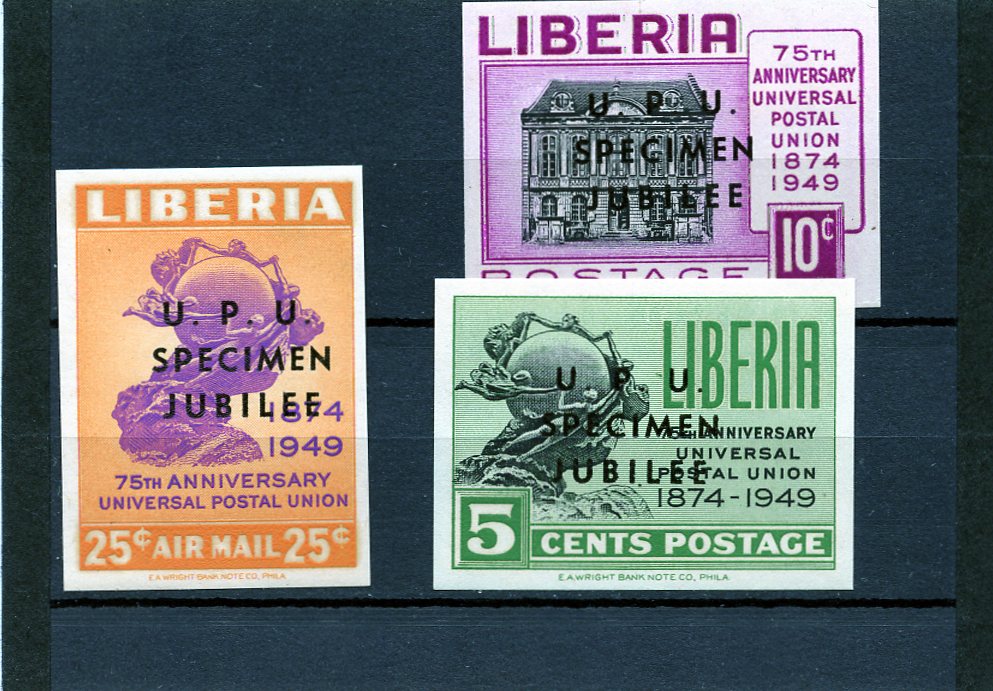 LIBERIA
75TH
ANNIVERSARY
UNIVERSAL
POSTAL
UNION
1874
1949
U. P. U.
SPECIMEN
JUBILEE
10¢
POSTAGE
LIBERIA
U. P. U
SPECIMEN
JUBILEE
1874
1949
75TH ANNIVERSARY
UNIVERSAL POSTAL UNION
25¢ AIR MAIL 25¢
E.A.WRIGHT BANK NOTE CO., PHILA.
LIBERIA
U P U.
SPECIMEN
JUBILEE
75TH ANNIVERSARY
UNIVERSAL
POSTAL UNION
1874-1949
5 CENTS POSTAGE
E.A.WRIGHT BANK NOTE CO., PHILA.